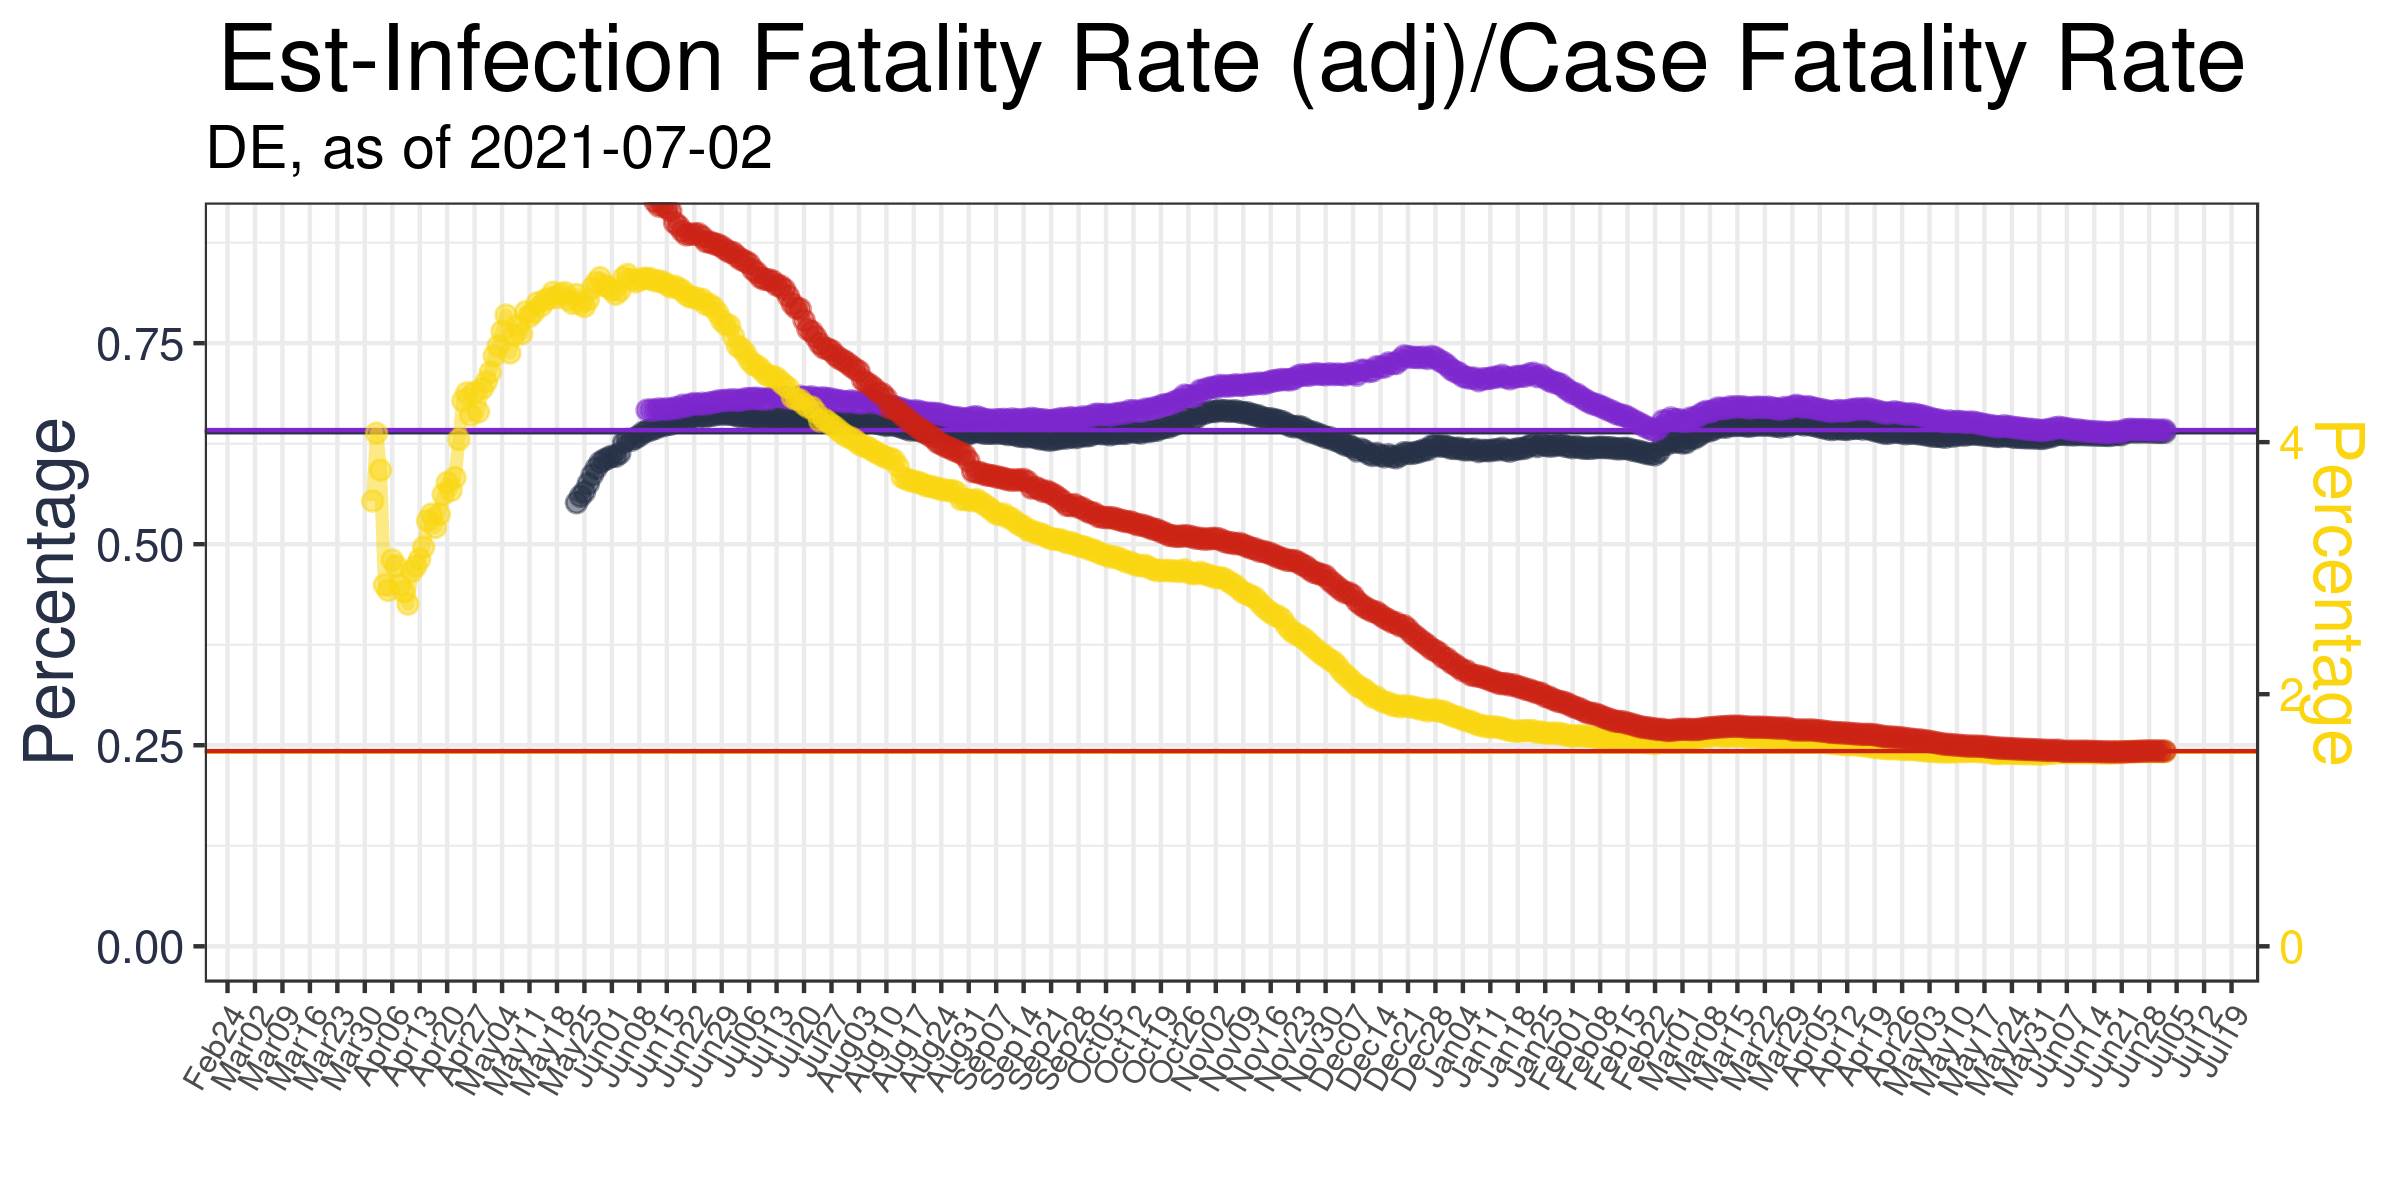 Est-Infection Fatality Rate (adj)/Case Fatality Rate
DE, as of 2021-07-02
Percentage
0.75
0.50
0.25
0.00
4
2
0
Percentage
Feb24
Mar02
Mar09
Mar16
Mar23
Mar30
Apr06
Apr13
Apr20
Apr27
May04
May11
May18
May25
Jun01
Jun08
Jun15
Jun22
Jun29
Jul06
Jul13
Jul20
Jul27
Aug03
Aug10
Aug17
Aug24
Aug31
Sep07
Sep14
Sep21
Sep28
Oct05
Oct12
Oct19
Oct26
Nov02
Nov09
Nov16
Nov23
Nov30
Dec07
Dec14
Dec21
Dec28
Jan04
Jan11
Jan18
Jan25
Feb01
Feb08
Feb15
Feb22
Mar01
Mar08
Mar15
Mar22
Mar29
Apr05
Apr12
Apr19
Apr26
May03
May10
May17
May24
May31
Jun07
Jun14
Jun21
Jun28
Jul05
Jul12
Jul19